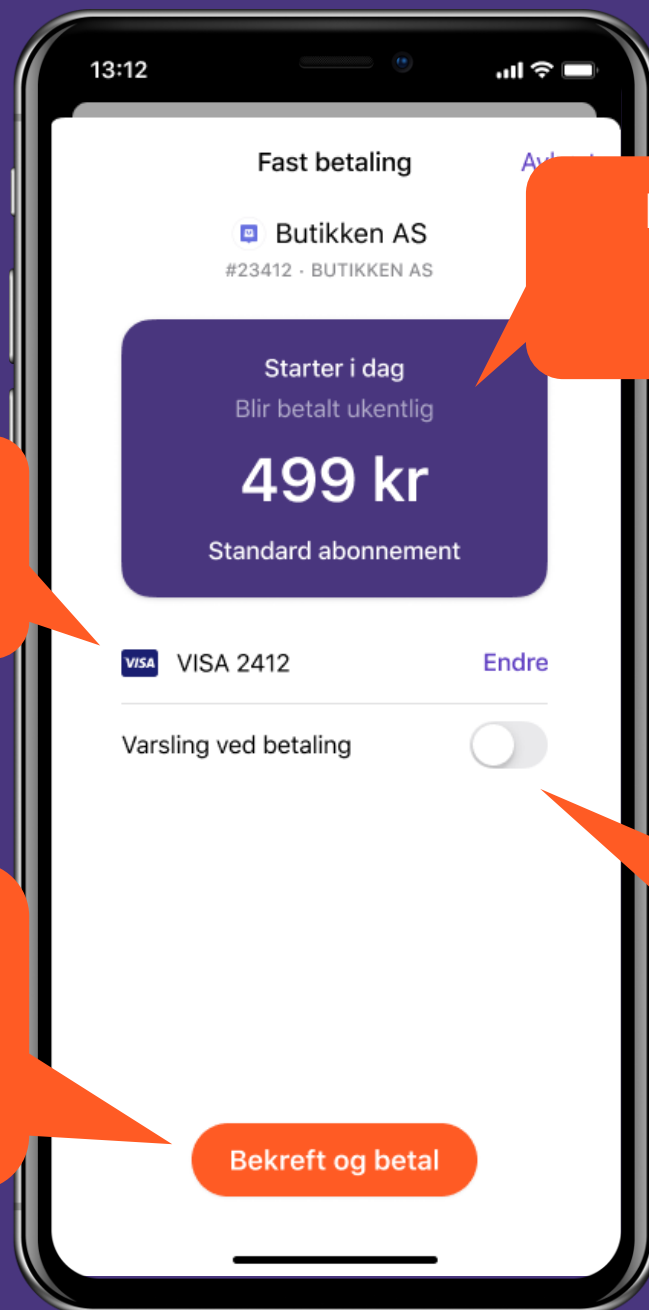 13:12
Fast betaling
Butikken AS
#23412 · BUTIKKEN AS
Starter i dag
Blir betalt ukentlig
499 kr
Standard abonnement
VISA VISA 2412 Endre
Varsling ved betaling
Bekreft og betal